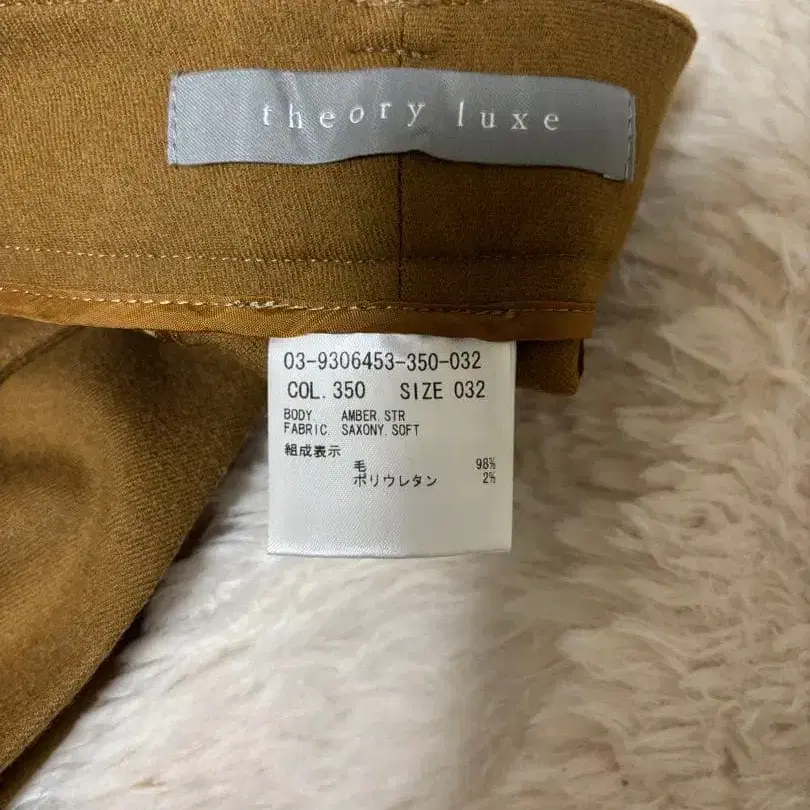 theory luxe
03-9306453-350-032
COL. 350 SIZE 032
BODY. AMBER.STR
FABRIC. SAXONY.SOFT
組成表示
毛 98%
ポリウレタン 2%